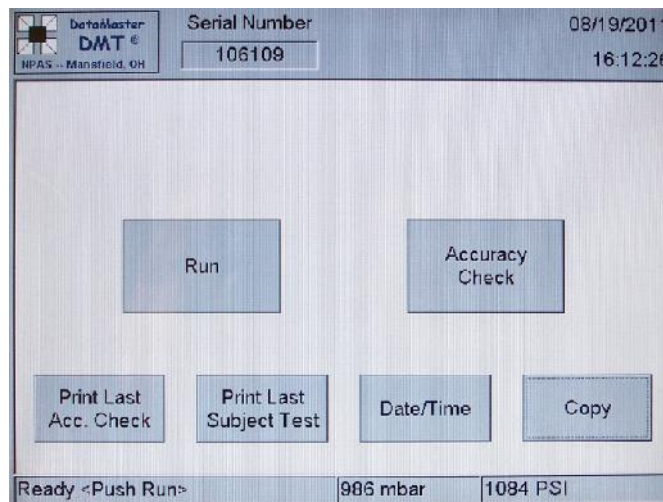 DataMaster
DMT ©
NPAS -- Mansfield, OH
Serial Number
106109
08/19/2011
16:12:26
Run
Accuracy
Check
Print Last
Acc. Check
Print Last
Subject Test
Date/Time
Copy
Ready <Push Run>
986 mbar
1084 PSI